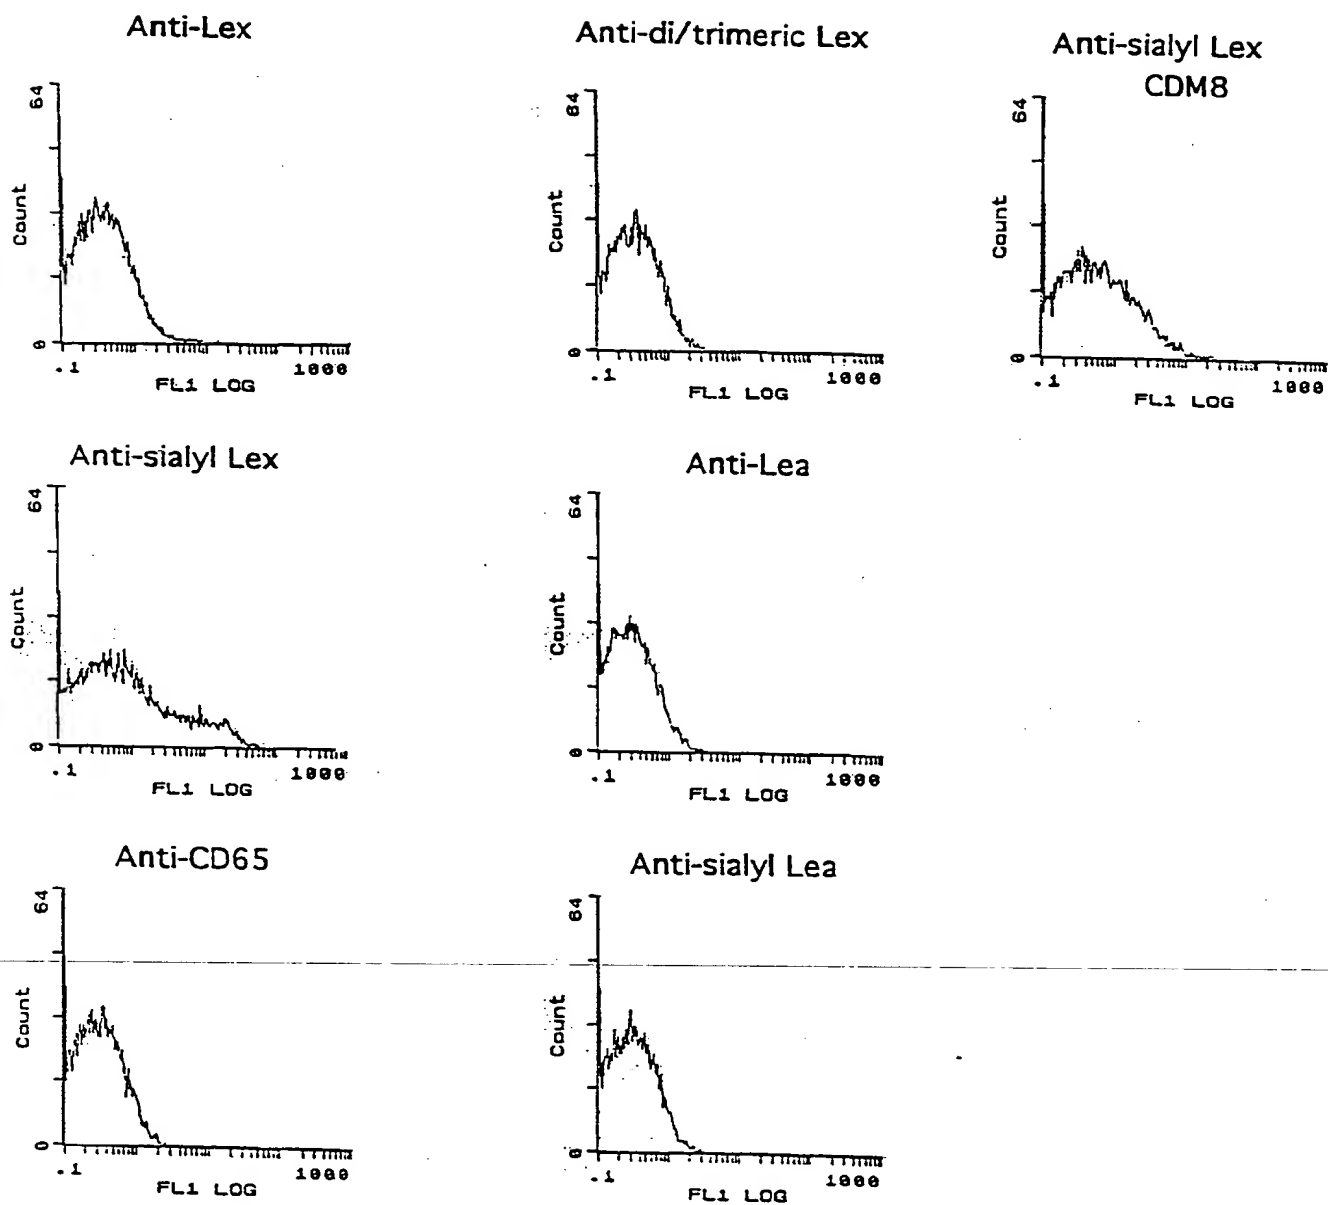 Anti-Lex
64
Count
0
.1
1000
FL1 LOG
Anti-di/trimeric Lex
64
Count
0
.1
1000
FL1 LOG
Anti-sialyl Lex
CDM8
64
Count
0
.1
1000
FL1 LOG
Anti-sialyl Lex
64
Count
0
.1
1000
FL1 LOG
Anti-Lea
64
Count
0
.1
1000
FL1 LOG
Anti-CD65
64
Count
0
.1
1000
FL1 LOG
Anti-sialyl Lea
64
Count
0
.1
1000
FL1 LOG